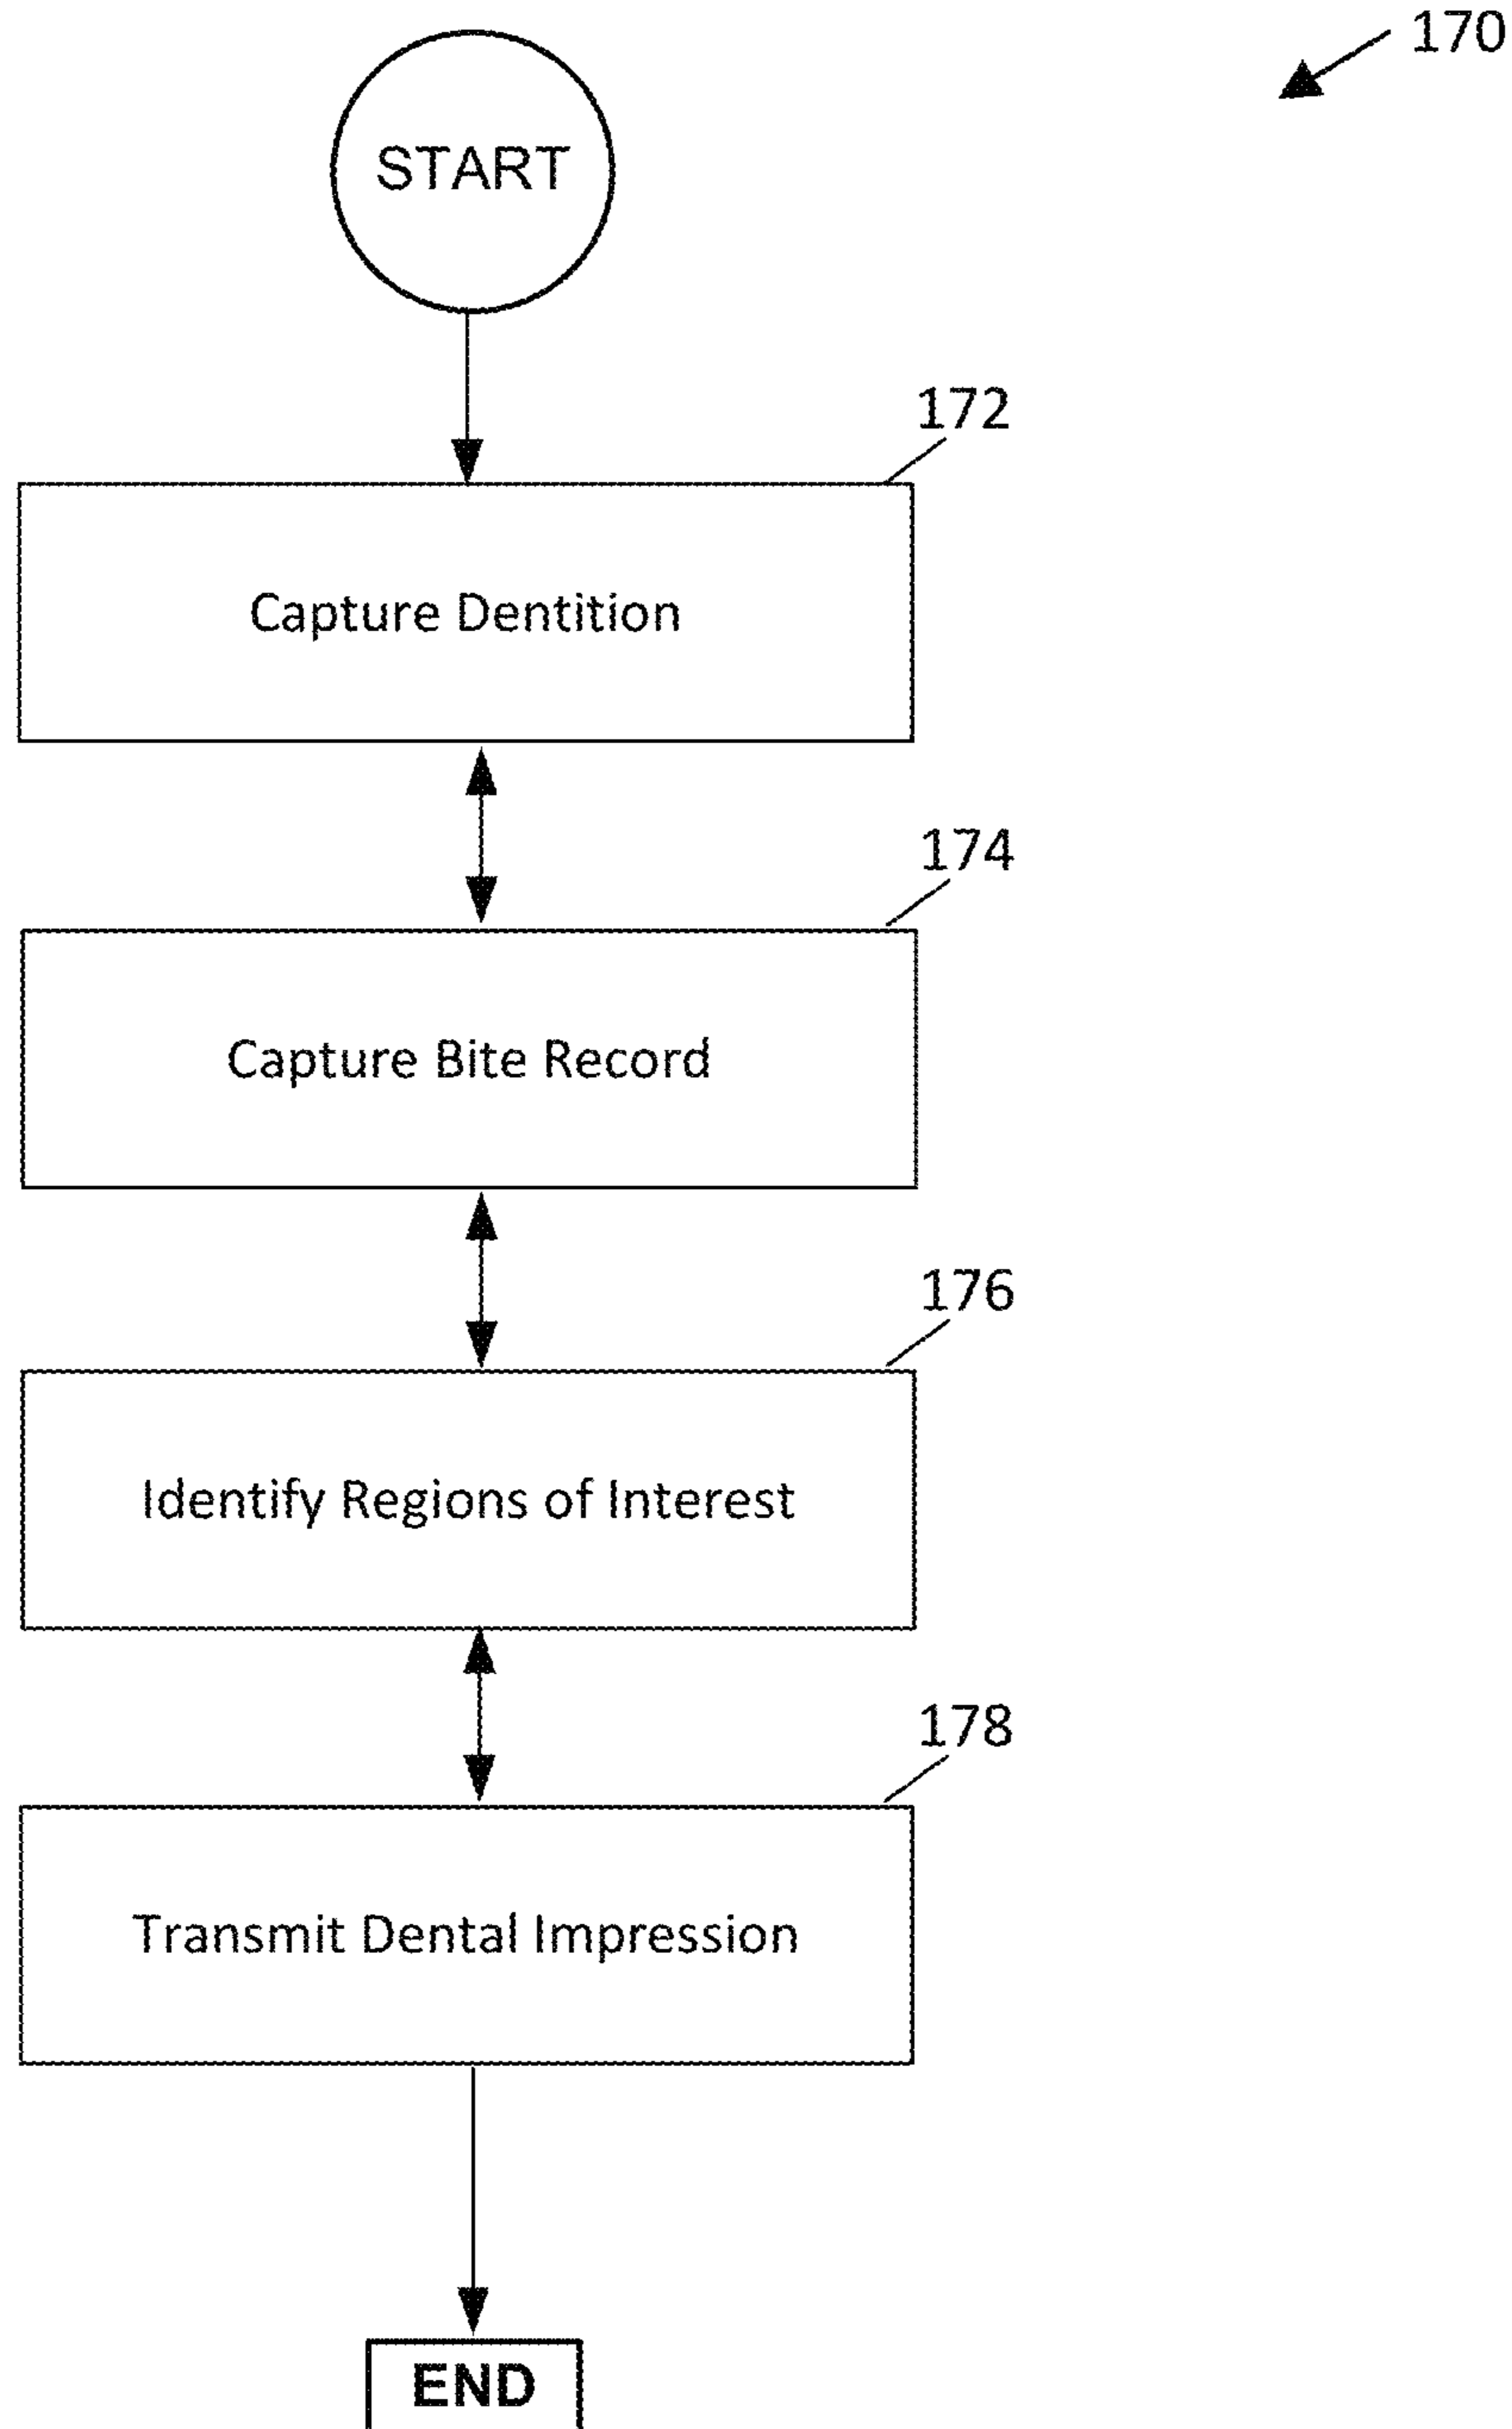 170
START
172
Capture Dentition
174
Capture Bite Record
176
Identify Regions of Interest
178
Transmit Dental Impression
END